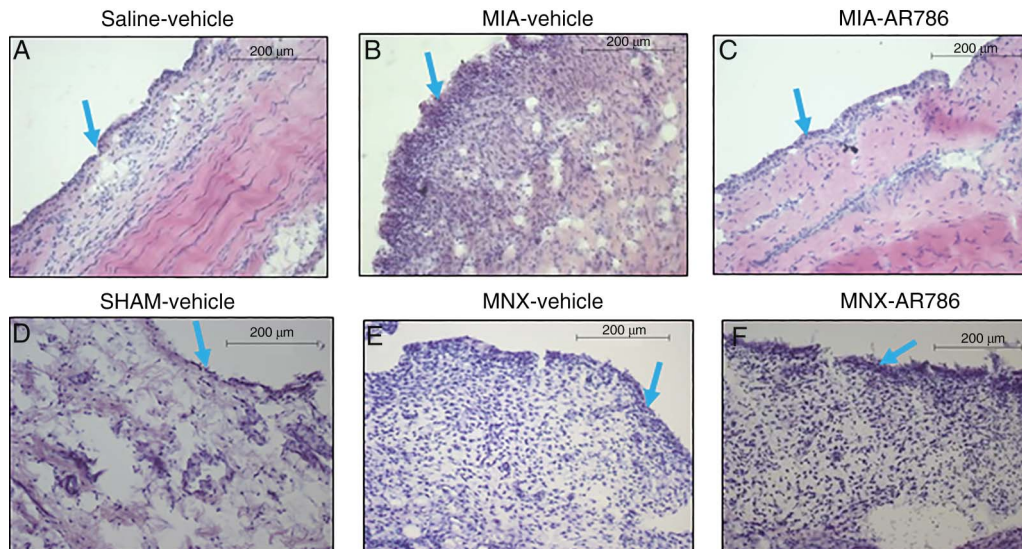 Saline-vehicle
MIA-vehicle
MIA-AR786
A
200 µm
B
200 µm
C
200 µm
SHAM-vehicle
MNX-vehicle
MNX-AR786
D
200 µm
E
200 µm
F
200 µm